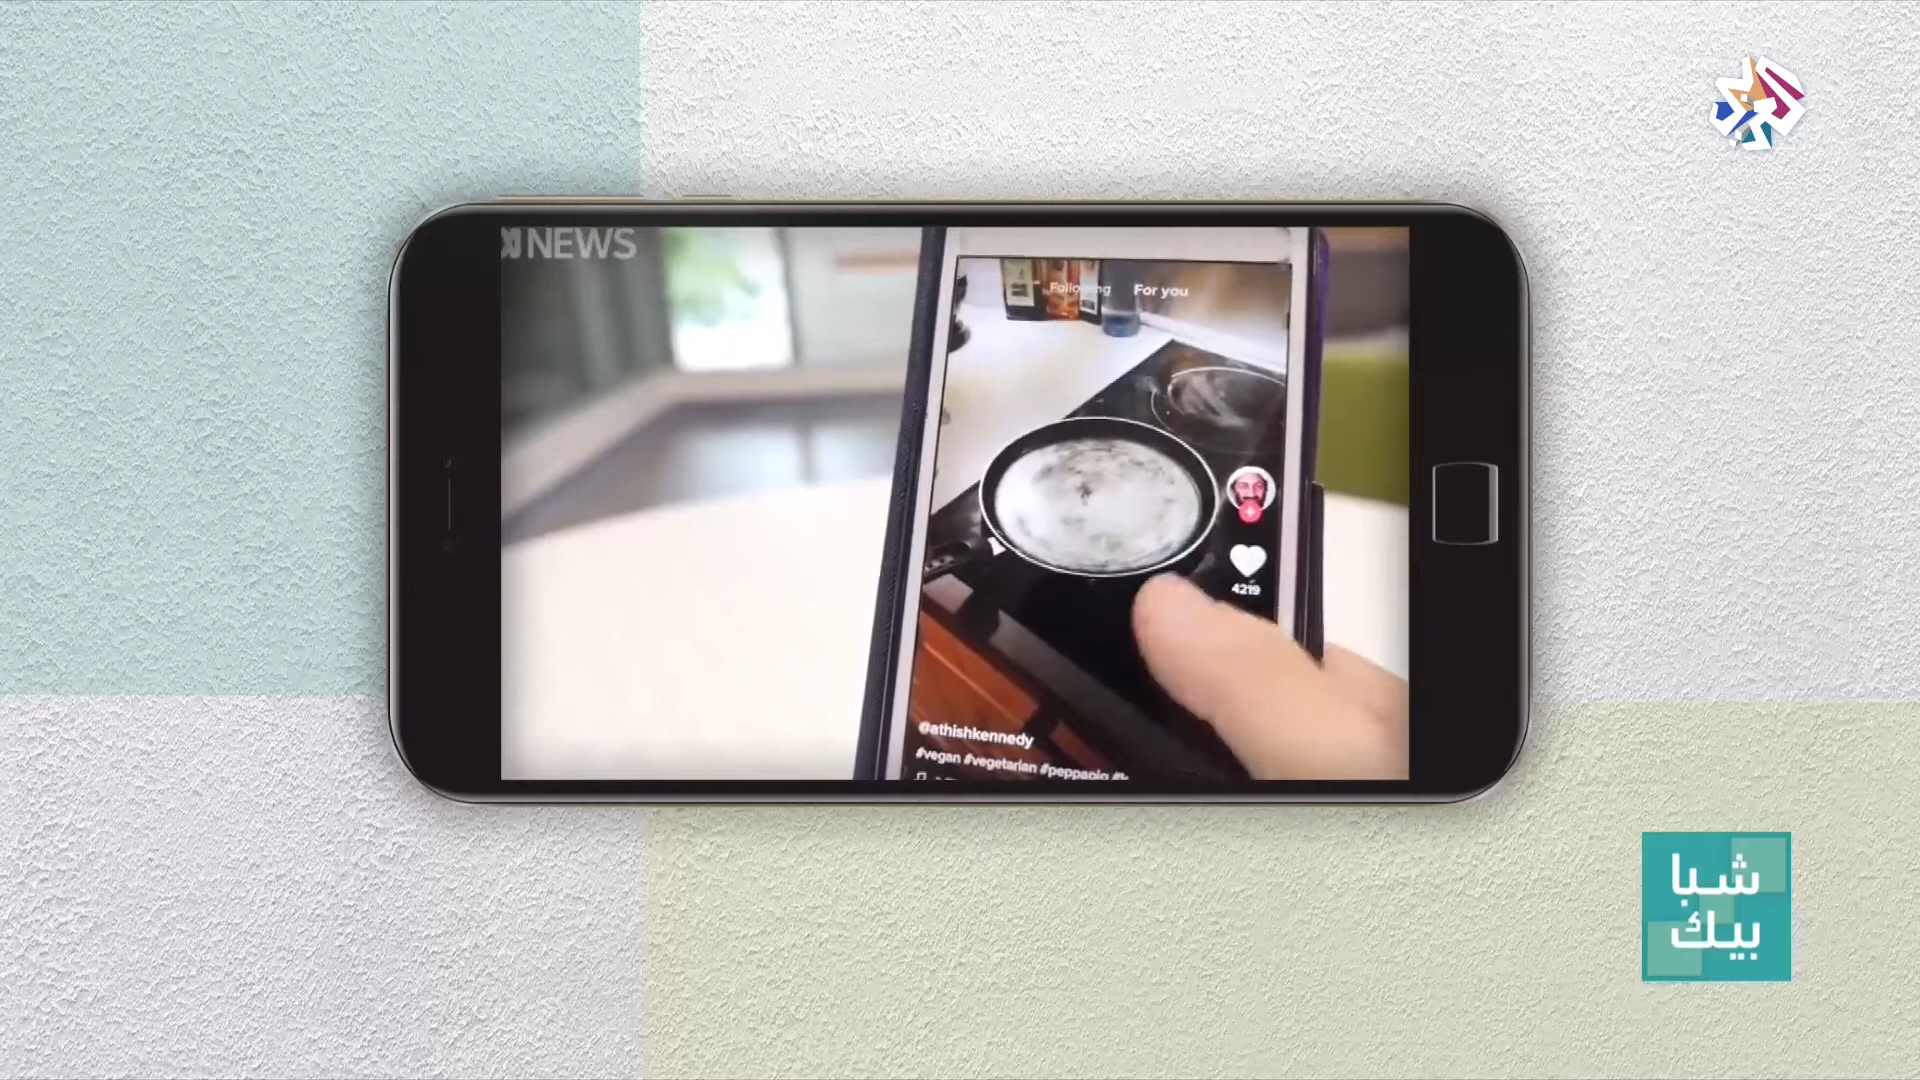 NEWS
Following For you
4219
@athishkennedy
#vegan #vegetarian #peppapig
شبا
بيك